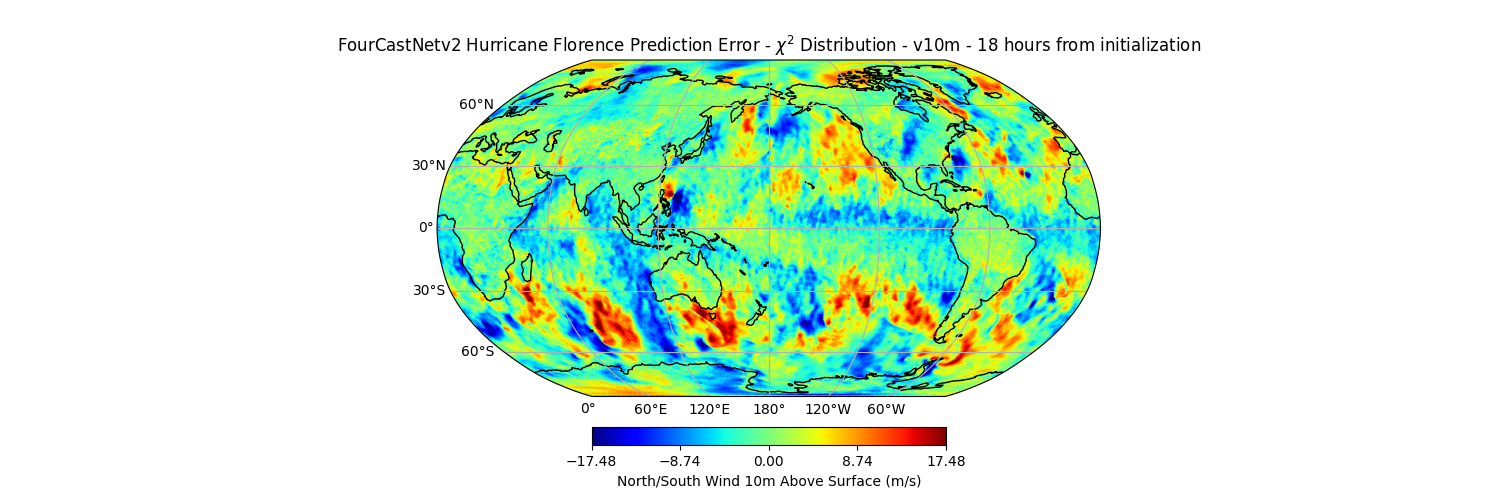 FourCastNetv2 Hurricane Florence Prediction Error - χ² Distribution - v10m - 18 hours from initialization
60°N
30°N
0°
30°S
60°S
0° 60°E 120°E 180° 120°W 60°W
−17.48 −8.74 0.00 8.74 17.48
North/South Wind 10m Above Surface (m/s)